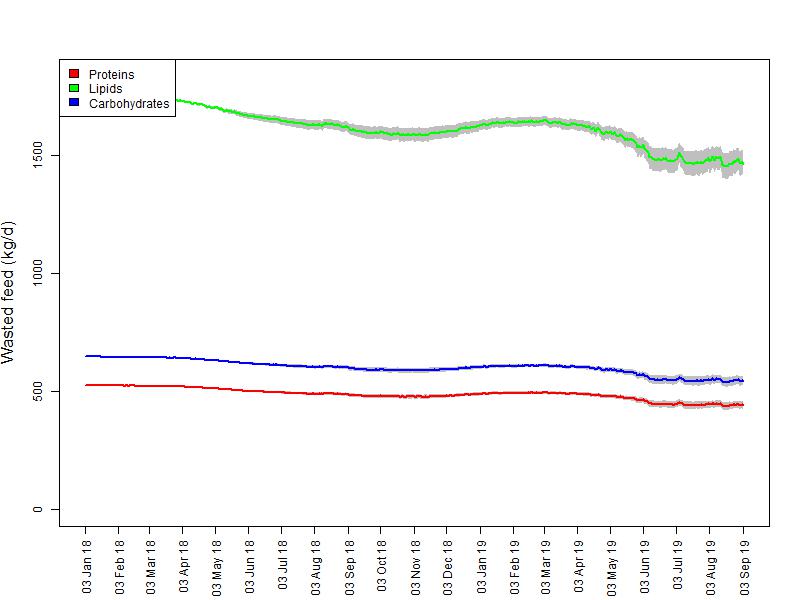 Proteins
Lipids
Carbohydrates
Wasted feed (kg/d)
1500
1000
500
0
03 Jan 18
03 Feb 18
03 Mar 18
03 Apr 18
03 May 18
03 Jun 18
03 Jul 18
03 Aug 18
03 Sep 18
03 Oct 18
03 Nov 18
03 Dec 18
03 Jan 19
03 Feb 19
03 Mar 19
03 Apr 19
03 May 19
03 Jun 19
03 Jul 19
03 Aug 19
03 Sep 19